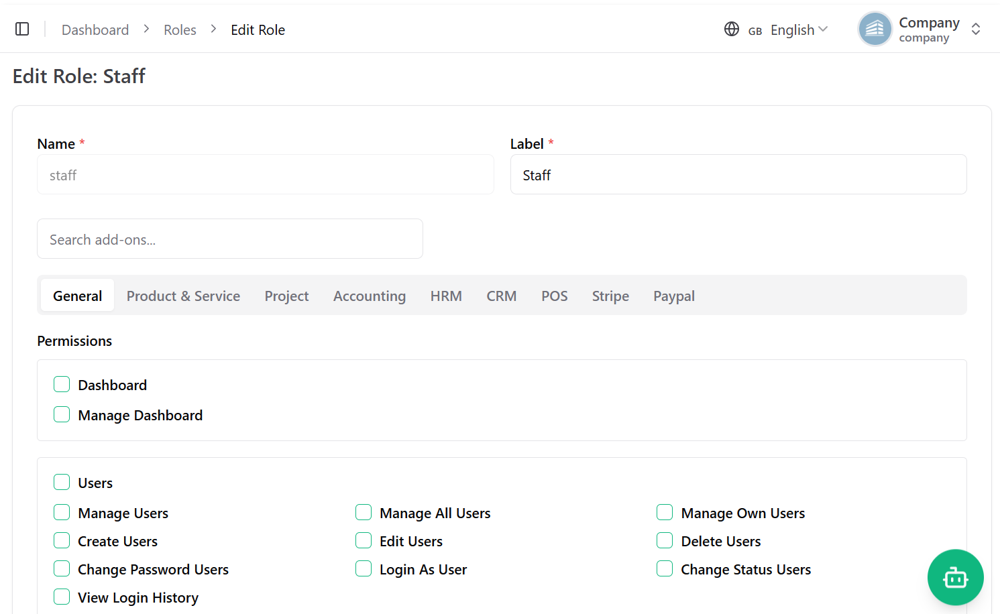 Dashboard > Roles > Edit Role
GB English
Company
company
Edit Role: Staff
Name *
Label *
staff
Staff
Search add-ons...
General Product & Service Project Accounting HRM CRM POS Stripe Paypal
Permissions
Dashboard
Manage Dashboard
Users
Manage Users Manage All Users Manage Own Users
Create Users Edit Users Delete Users
Change Password Users Login As User Change Status Users
View Login History